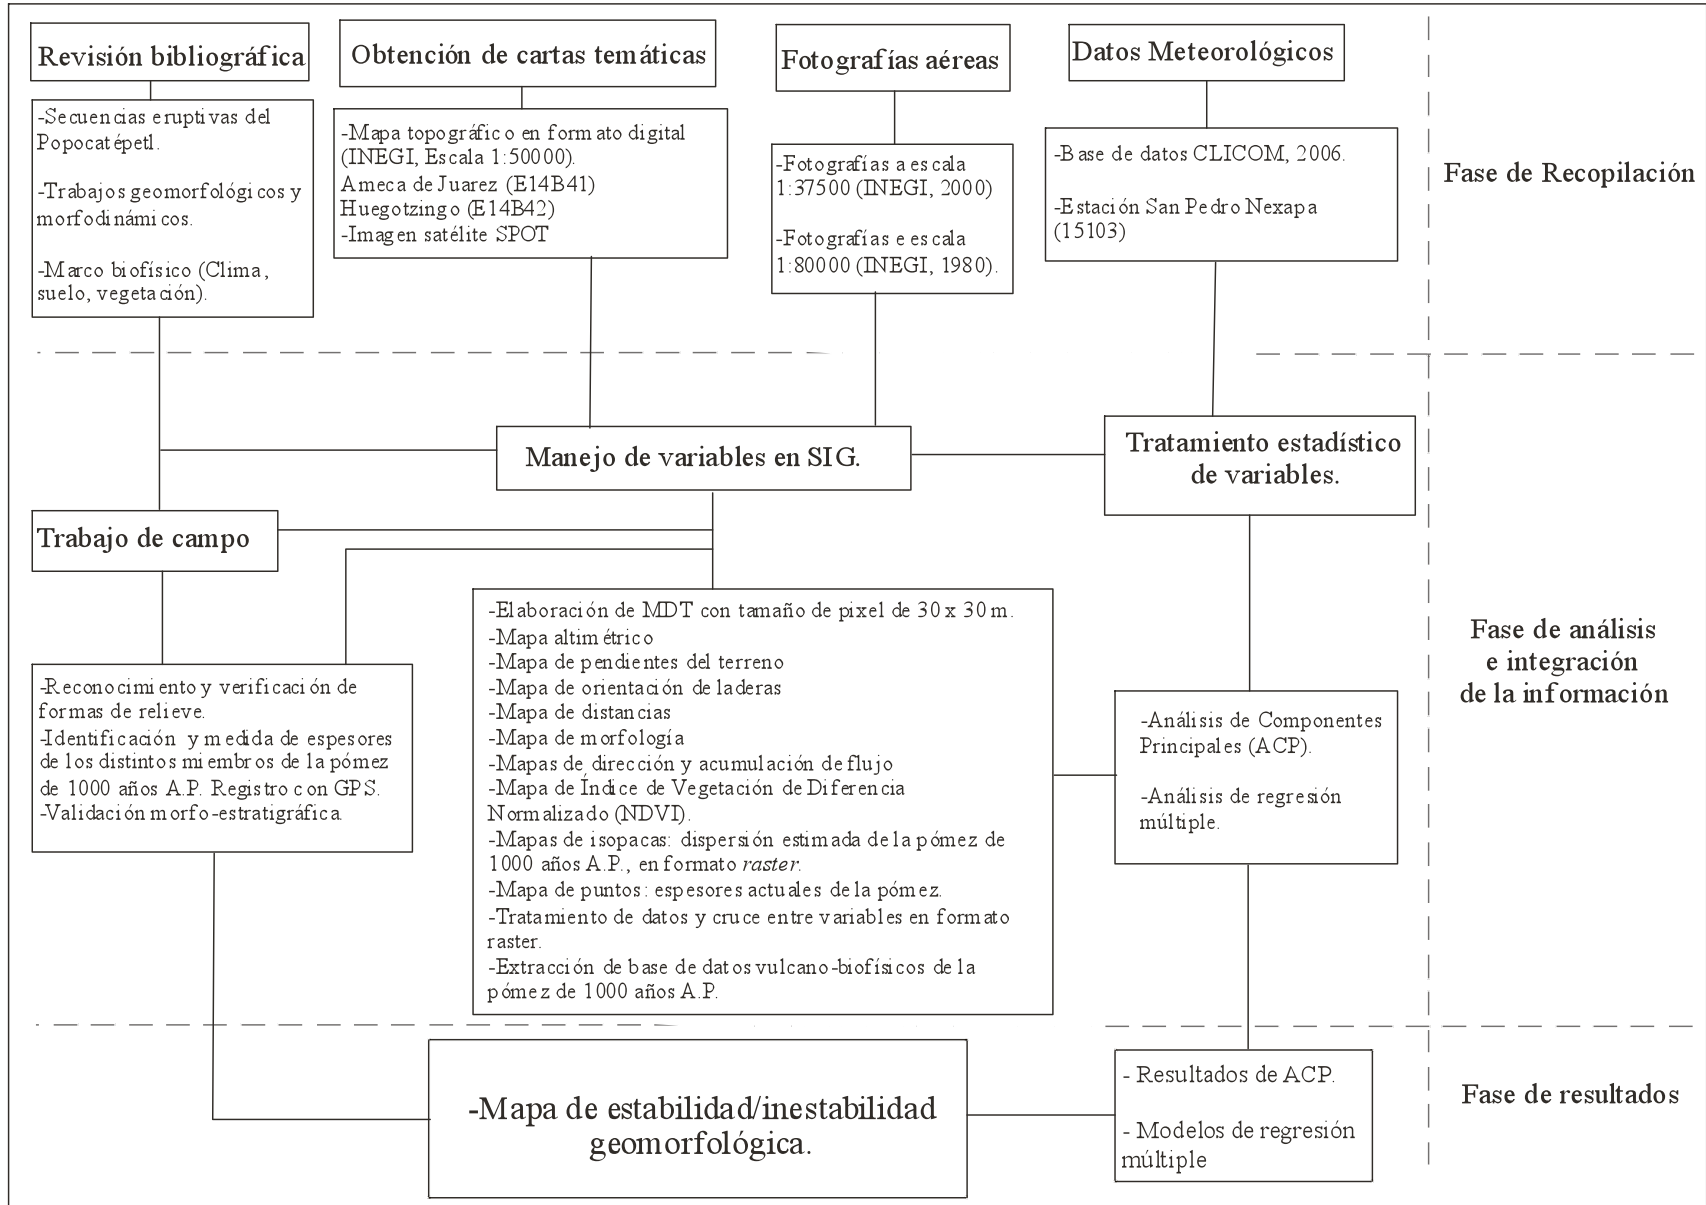 Revisión bibliográfica
-Secuencias eruptivas del
Popocatépetl.
-Trabajos geomorfológicos y
morfodinámicos.
-Marco biofísico (Clima,
suelo, vegetación).
Obtención de cartas temáticas
-Mapa topográfico en formato digital
(INEGI, Escala 1:50000).
Ameca de Juarez (E14B41)
Huegotzingo (E14B42)
-Imagen satélite SPOT
Fotografías aéreas
-Fotografías a escala
1:37500 (INEGI, 2000)
-Fotografías e escala
1:80000 (INEGI, 1980).
Datos Meteorológicos
-Base de datos CLICOM, 2006.
-Estación San Pedro Nexapa
(15103)
Fase de Recopilación
Manejo de variables en SIG.
Tratamiento estadístico
de variables.
Trabajo de campo
-Reconocimiento y verificación de
formas de relieve.
-Identificación y medida de espesores
de los distintos miembros de la pómez
de 1000 años A.P. Registro con GPS.
-Validación morfo-estratigráfica.
-Elaboración de MDT con tamaño de pixel de 30 x 30 m.
-Mapa altimétrico
-Mapa de pendientes del terreno
-Mapa de orientación de laderas
-Mapa de distancias
-Mapa de morfología
-Mapas de dirección y acumulación de flujo
-Mapa de Índice de Vegetación de Diferencia
Normalizado (NDVI).
-Mapas de isopacas: dispersión estimada de la pómez de
1000 años A.P., en formato raster.
-Mapa de puntos: espesores actuales de la pómez.
-Tratamiento de datos y cruce entre variables en formato
raster.
-Extracción de base de datos vulcano-biofísicos de la
pómez de 1000 años A.P.
-Análisis de Componentes
Principales (ACP).
-Análisis de regresión
múltiple.
Fase de análisis
e integración
de la información
-Mapa de estabilidad/inestabilidad
geomorfológica.
- Resultados de ACP.
- Modelos de regresión
múltiple
Fase de resultados